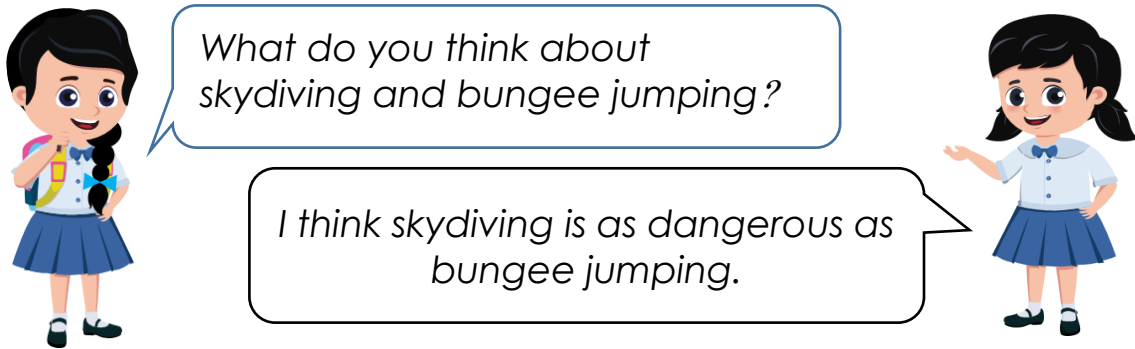 What do you think about
skydiving and bungee jumping?
I think skydiving is as dangerous as
bungee jumping.